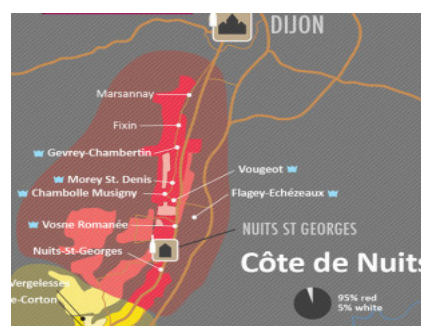 DIJON
Marsannay
Fixin
Gevrey-Chambertin
Morey St. Denis
Vougeot
Chambolle Musigny
Flagey-Echézeaux
Vosne Romanée
NUITS ST GEORGES
Nuits-St-Georges
Côte de Nuits
Vergelesses
e-Corton
95% red
5% white